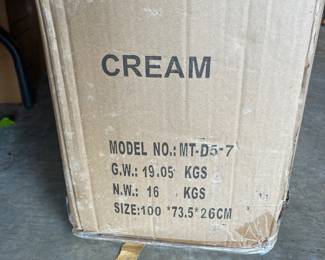 CREAM
MODEL NO.: MT-D5-7
G.W.: 19.05 KGS
N.W.: 16 KGS
SIZE:100 *73.5*26CM